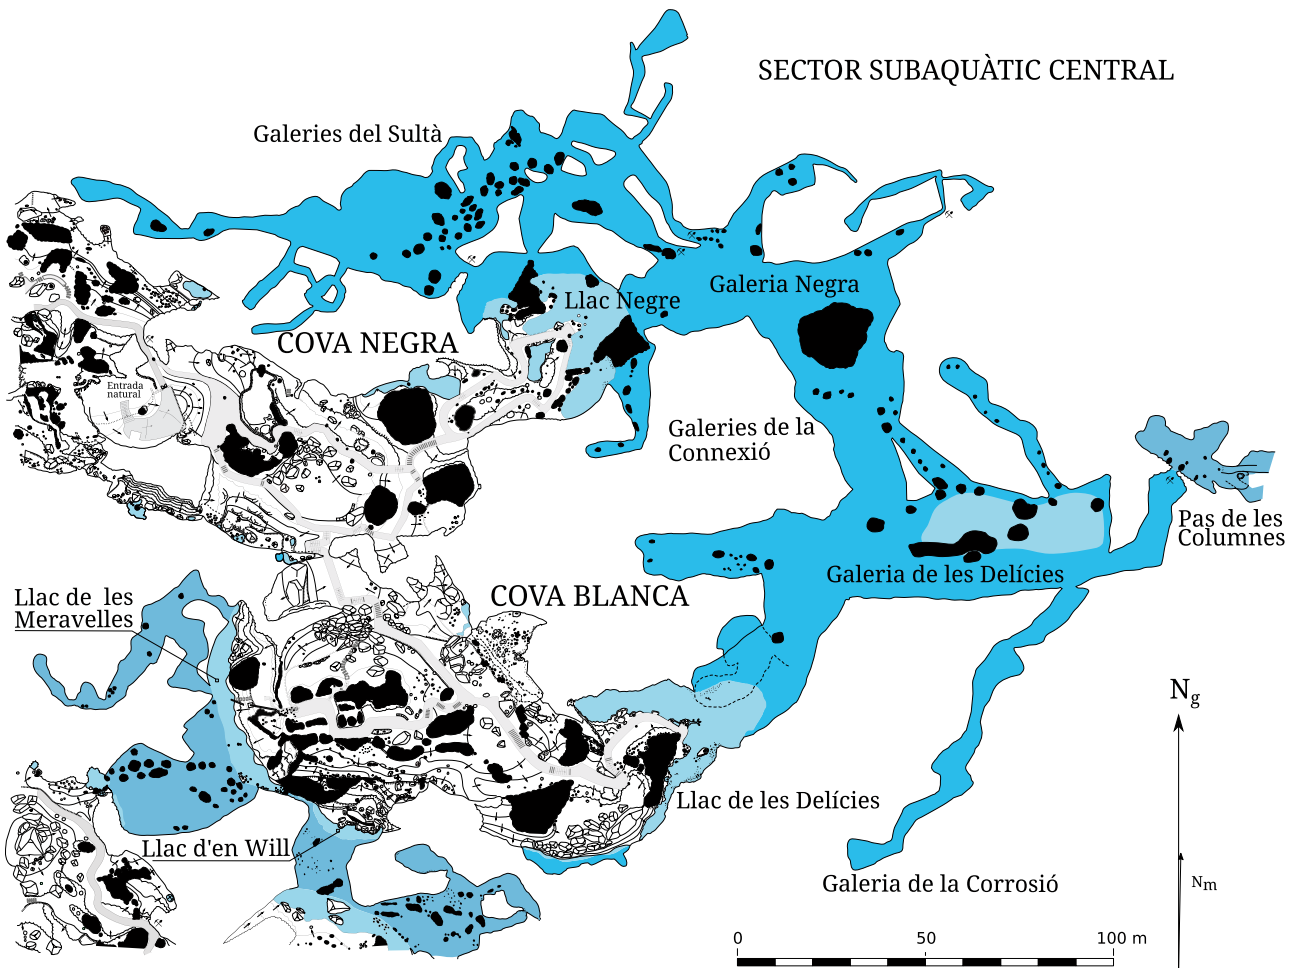 SECTOR SUBAQUÀTIC CENTRAL
Galeries del Sultà
Galeria Negra
Llac Negre
COVA NEGRA
Entrada
natural
Galeries de la
Connexió
Pas de les
Columnes
Galeria de les Delícies
COVA BLANCA
Llac de les
Meravelles
Ng
Llac de les Delícies
Llac d'en Will
Galeria de la Corrosió
Nm
0 50 100 m